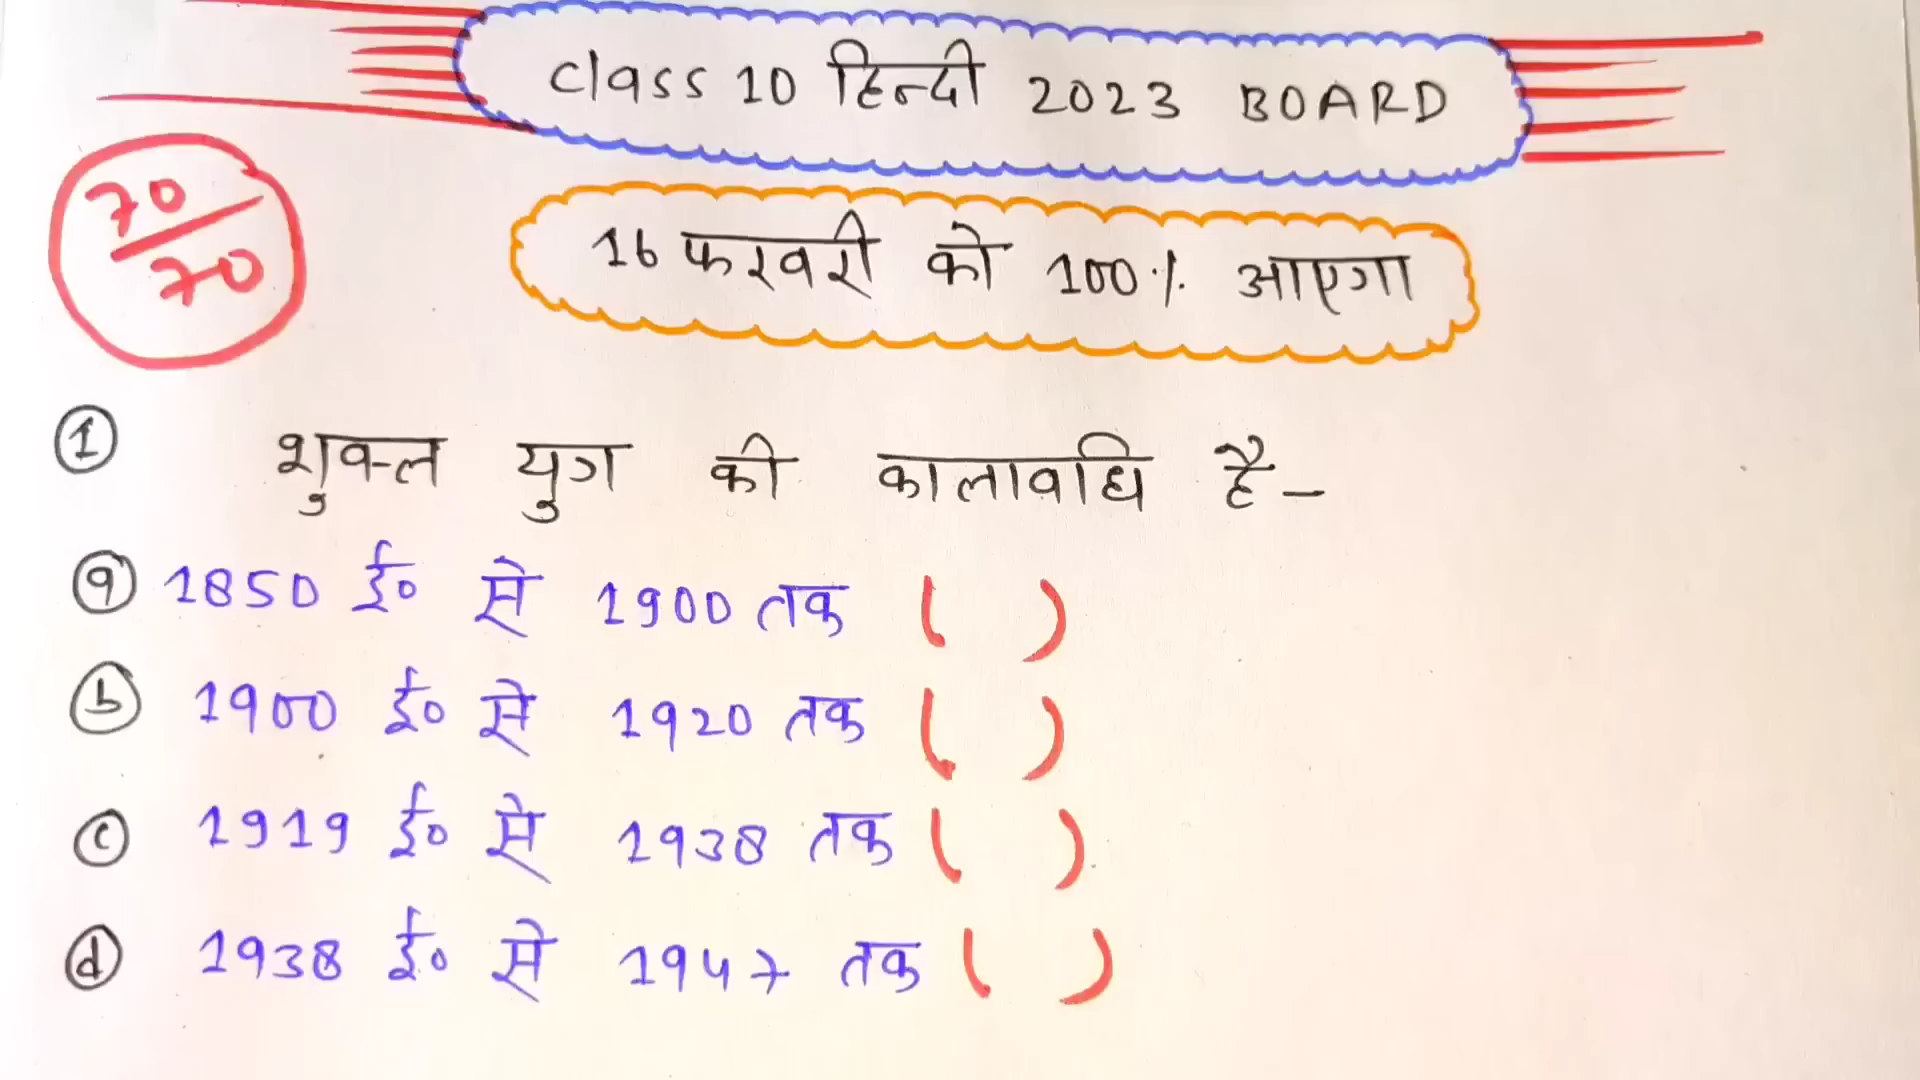 Class 10 हिन्दी 2023 BOARD
70/70
16 फरवरी को 100% आएगा
1 शुक्ल युग की कालावधि है-
a 1850 ई० से 1900 तक ( )
b 1900 ई० से 1920 तक ( )
c 1919 ई० से 1938 तक ( )
d 1938 ई० से 1947 तक ( )